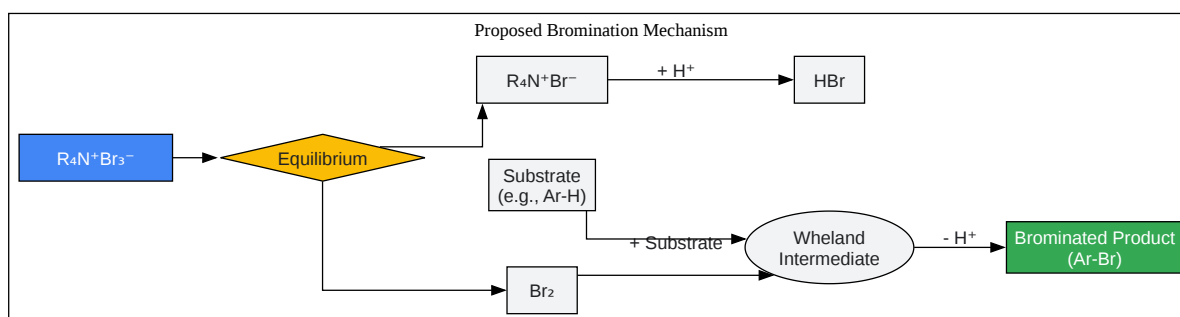 Proposed Bromination Mechanism
R₄N⁺Br⁻
+ H⁺
HBr
R₄N⁺Br₃⁻
Equilibrium
Substrate
(e.g., Ar-H)
+ Substrate
Wheland
Intermediate
- H⁺
Brominated Product
(Ar-Br)
Br₂